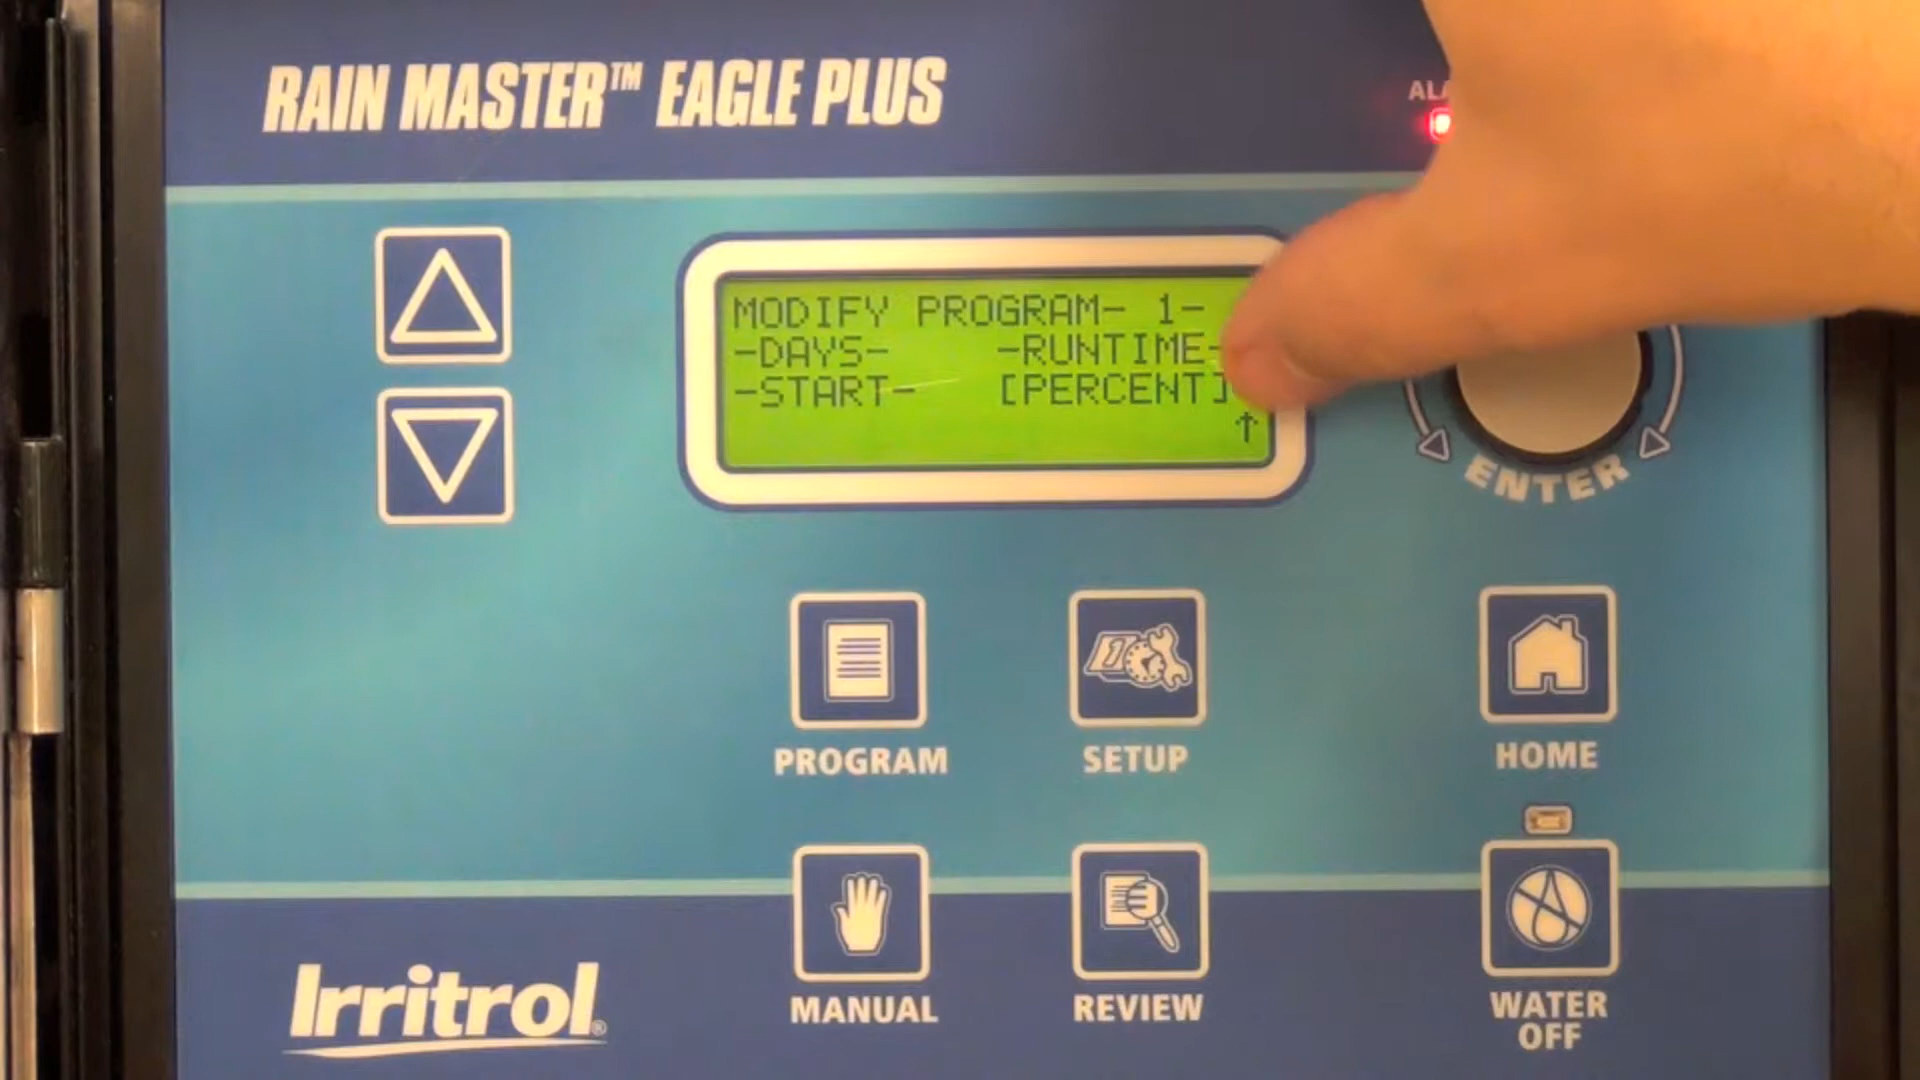 RAIN MASTER™ EAGLE PLUS
MODIFY PROGRAM- 1-
-DAYS- -RUNTIME-
-START- [PERCENT]
↑
ENTER
PROGRAM
SETUP
HOME
MANUAL
REVIEW
WATER
OFF
Irritrol®